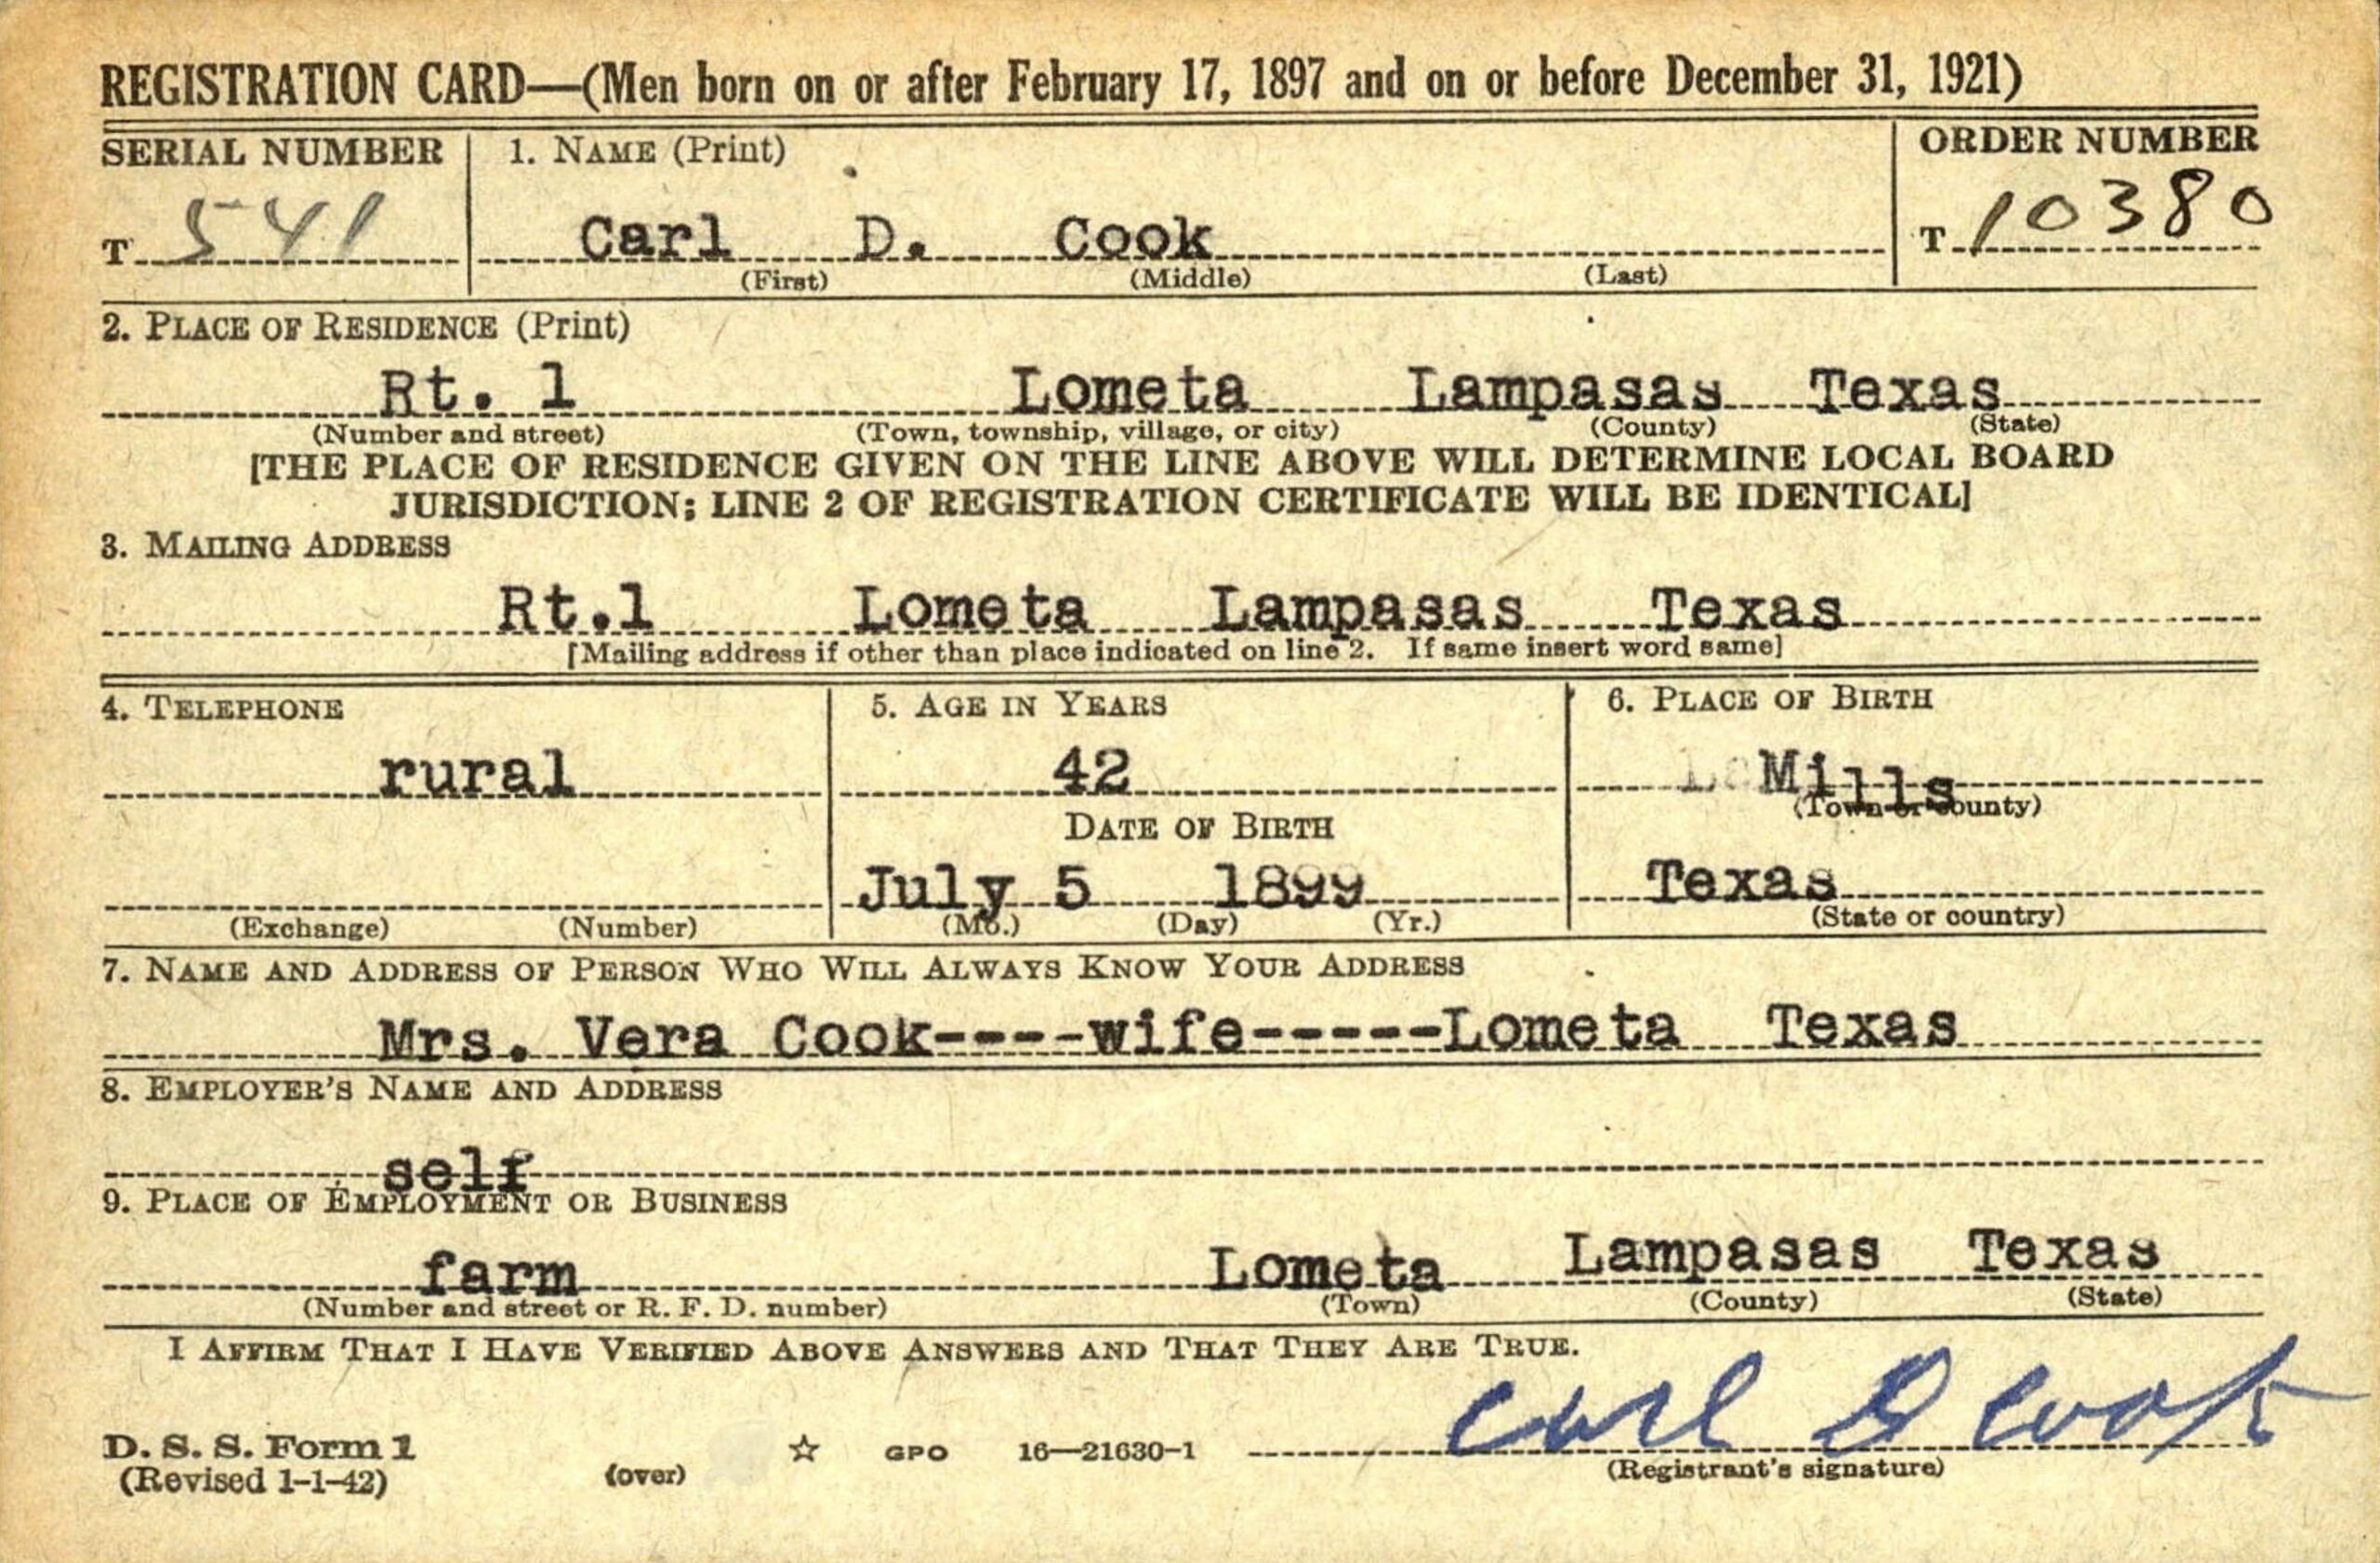 REGISTRATION CARD—(Men born on or after February 17, 1897 and on or before December 31, 1921)
SERIAL NUMBER 1. NAME (Print) ORDER NUMBER
T 541 Carl D. Cook T 10380
(First) (Middle) (Last)
2. PLACE OF RESIDENCE (Print)
Rt. 1 Lometa Lampasas Texas
(Number and street) (Town, township, village, or city) (County) (State)
[THE PLACE OF RESIDENCE GIVEN ON THE LINE ABOVE WILL DETERMINE LOCAL BOARD
JURISDICTION; LINE 2 OF REGISTRATION CERTIFICATE WILL BE IDENTICAL]
3. MAILING ADDRESS
Rt.1 Lometa Lampasas Texas
[Mailing address if other than place indicated on line 2. If same insert word same]
4. TELEPHONE 5. AGE IN YEARS 6. PLACE OF BIRTH
rural 42 Mills
(Town or county)
DATE OF BIRTH
July 5 1899 Texas
(Exchange) (Number) (Mo.) (Day) (Yr.) (State or country)
7. NAME AND ADDRESS OF PERSON WHO WILL ALWAYS KNOW YOUR ADDRESS
Mrs. Vera Cook----wife-----Lometa Texas
8. EMPLOYER'S NAME AND ADDRESS
self
9. PLACE OF EMPLOYMENT OR BUSINESS
farm Lometa Lampasas Texas
(Number and street or R. F. D. number) (Town) (County) (State)
I AFFIRM THAT I HAVE VERIFIED ABOVE ANSWERS AND THAT THEY ARE TRUE.
Carl D Cook
D. S. S. Form 1
(Revised 1-1-42) (over) ☆ GPO 16—21630-1 (Registrant's signature)